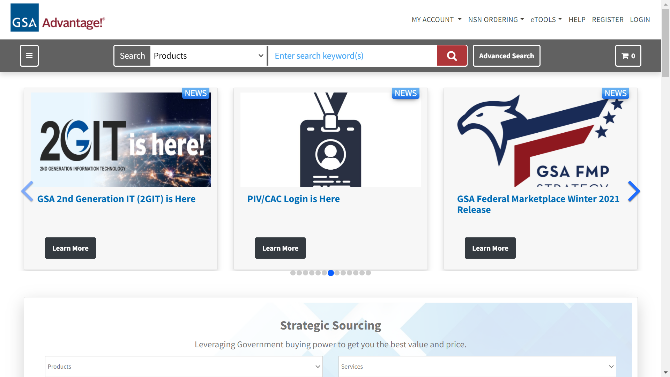 GSA Advantage!®
MY ACCOUNT NSN ORDERING eTOOLS HELP REGISTER LOGIN
Search Products Enter search keyword(s) Advanced Search 0
NEWS NEWS NEWS
2GIT is here!
2ND GENERATION INFORMATION TECHNOLOGY
GSA FMP
STRATEGY
GSA 2nd Generation IT (2GIT) is Here
PIV/CAC Login is Here
GSA Federal Marketplace Winter 2021
Release
Learn More Learn More Learn More
Strategic Sourcing
Leveraging Government buying power to get you the best value and price.
Products Services